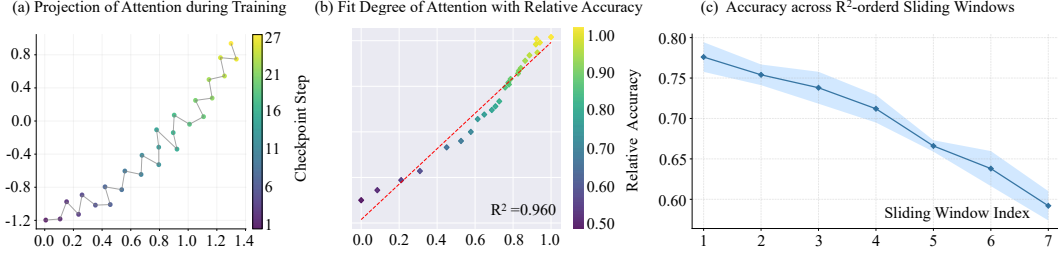 (a) Projection of Attention during Training
0.8
0.4
0.0
-0.4
-0.8
-1.2
0.0 0.2 0.4 0.6 0.8 1.0 1.2 1.4
27
21
16
11
6
1
Checkpoint Step
(b) Fit Degree of Attention with Relative Accuracy
R² =0.960
0.0 0.2 0.4 0.6 0.8 1.0
1.00
0.90
0.80
0.70
0.60
0.50
Relative Accuracy
(c) Accuracy across R²-orderd Sliding Windows
0.80
0.75
0.70
0.65
0.60
Sliding Window Index
1 2 3 4 5 6 7